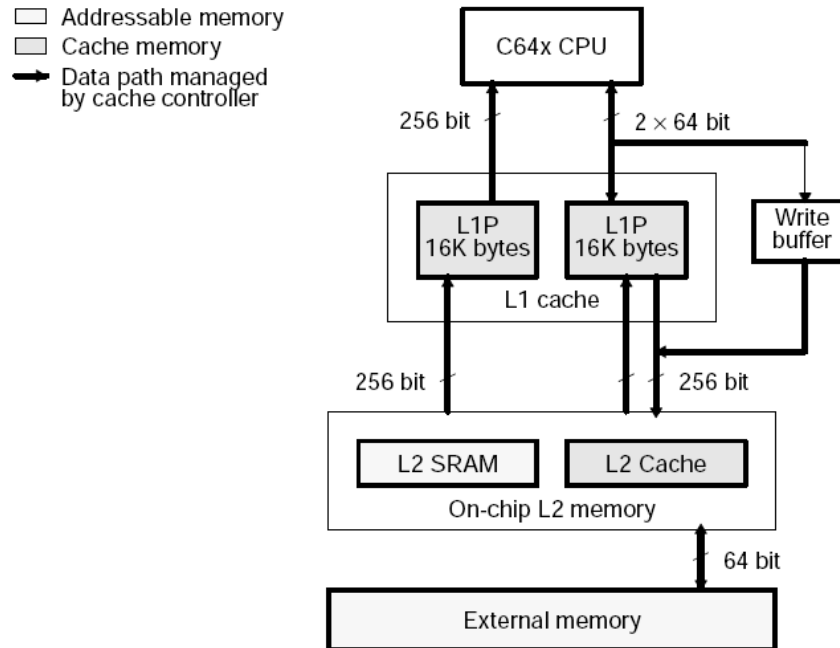 Addressable memory
Cache memory
Data path managed
by cache controller
C64x CPU
256 bit
2 × 64 bit
L1P
16K bytes
L1P
16K bytes
Write
buffer
L1 cache
256 bit
256 bit
L2 SRAM
L2 Cache
On-chip L2 memory
64 bit
External memory